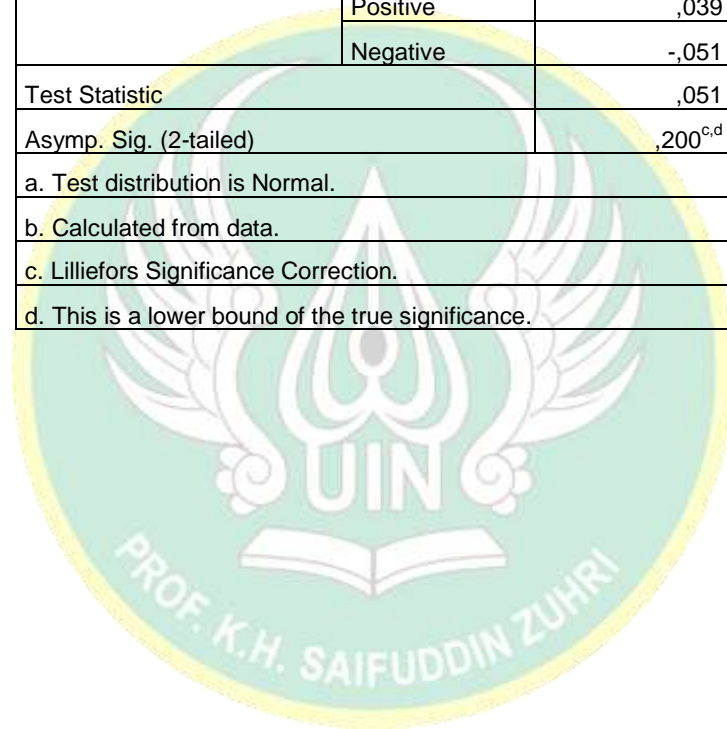 Positive ,039
Negative -,051
Test Statistic ,051
Asymp. Sig. (2-tailed) ,200c,d
a. Test distribution is Normal.
b. Calculated from data.
c. Lilliefors Significance Correction.
d. This is a lower bound of the true significance.
UIN
PROF. K.H. SAIFUDDIN ZUHRI